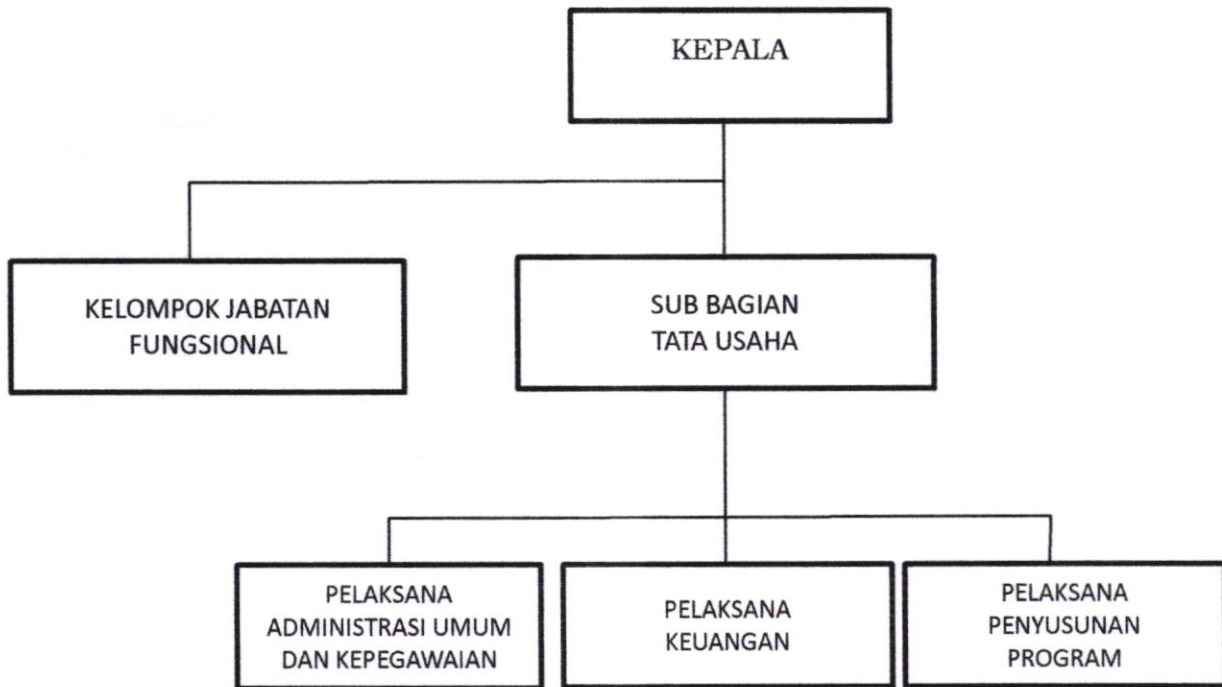 KEPALA
KELOMPOK JABATAN
FUNGSIONAL
SUB BAGIAN
TATA USAHA
PELAKSANA
ADMINISTRASI UMUM
DAN KEPEGAWAIAN
PELAKSANA
KEUANGAN
PELAKSANA
PENYUSUNAN
PROGRAM